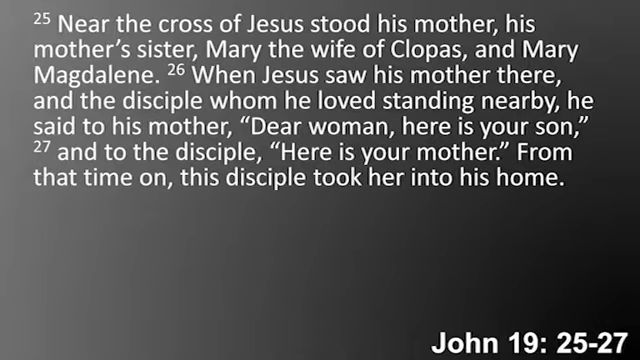 25 Near the cross of Jesus stood his mother, his
mother’s sister, Mary the wife of Clopas, and Mary
Magdalene. 26 When Jesus saw his mother there,
and the disciple whom he loved standing nearby, he
said to his mother, “Dear woman, here is your son,”
27 and to the disciple, “Here is your mother.” From
that time on, this disciple took her into his home.
John 19: 25-27